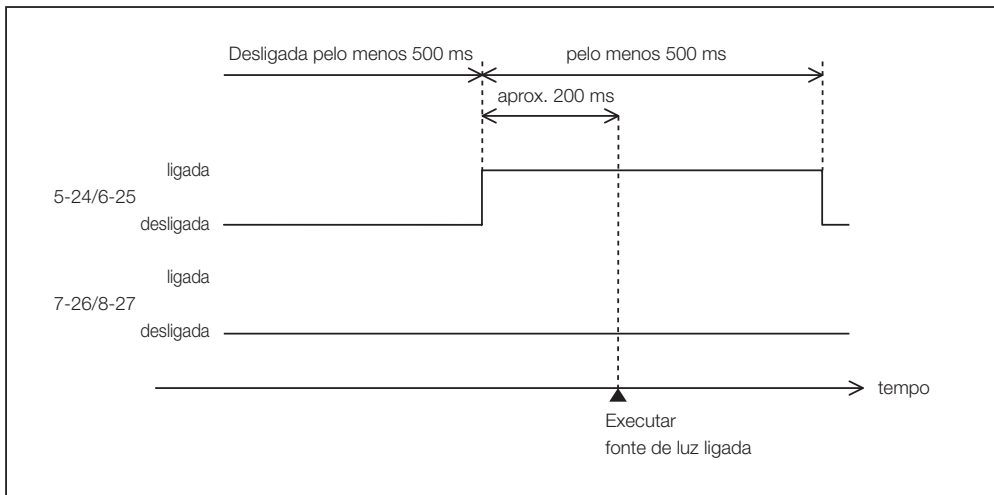 Desligada pelo menos 500 ms
pelo menos 500 ms
aprox. 200 ms
ligada
5-24/6-25
desligada
ligada
7-26/8-27
desligada
tempo
Executar
fonte de luz ligada